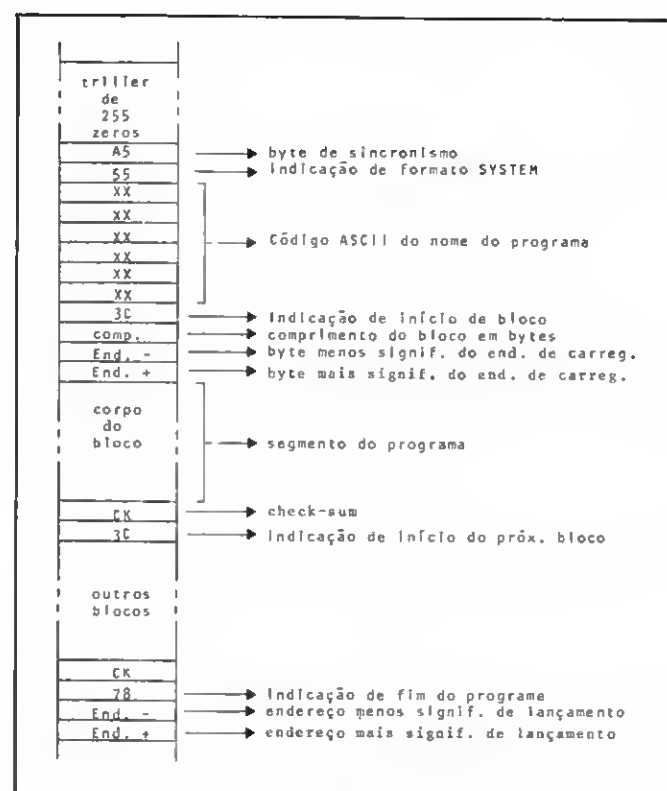 trilier
de
255
zeros
A5 byte de sincronismo
55 indicação de formato SYSTEM
XX
XX
XX Código ASCII do nome do programa
XX
XX
XX
3C indicação de início de bloco
comp. comprimento do bloco em bytes
End. - byte menos signif. do end. de carreg.
End. + byte mais signif. do end. de carreg.
corpo
do
bloco segmento do programa
CK check-sum
3C indicação de início do próx. bloco
outros
blocos
CK
78 indicação de fim do programe
End. - endereço menos signif. de lançamento
End. + endereço mais signif. de lançamento